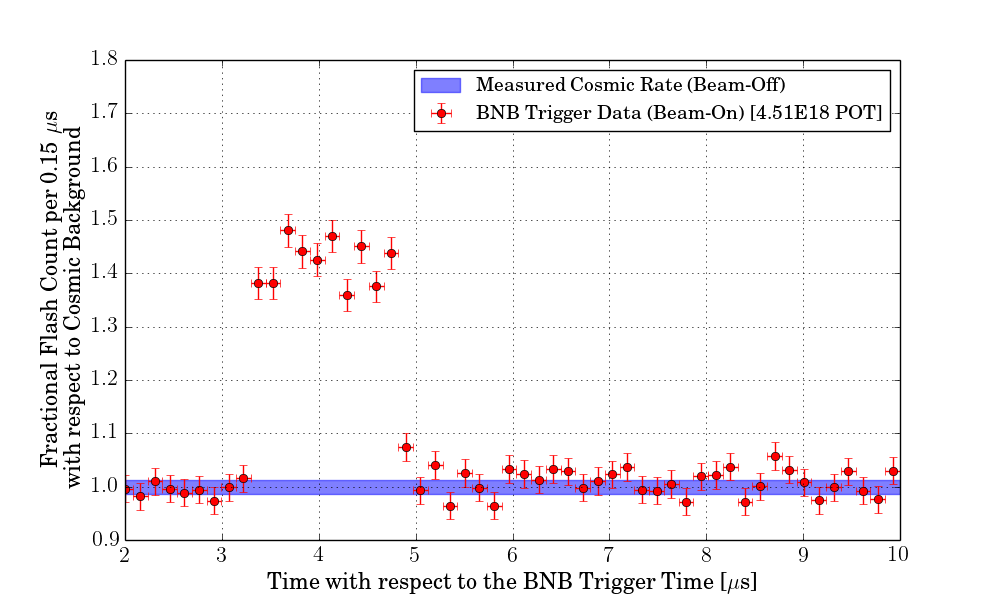 Measured Cosmic Rate (Beam-Off)
BNB Trigger Data (Beam-On) [4.51E18 POT]
Fractional Flash Count per 0.15 μs
with respect to Cosmic Background
1.8
1.7
1.6
1.5
1.4
1.3
1.2
1.1
1.0
0.9
2 3 4 5 6 7 8 9 10
Time with respect to the BNB Trigger Time [μs]